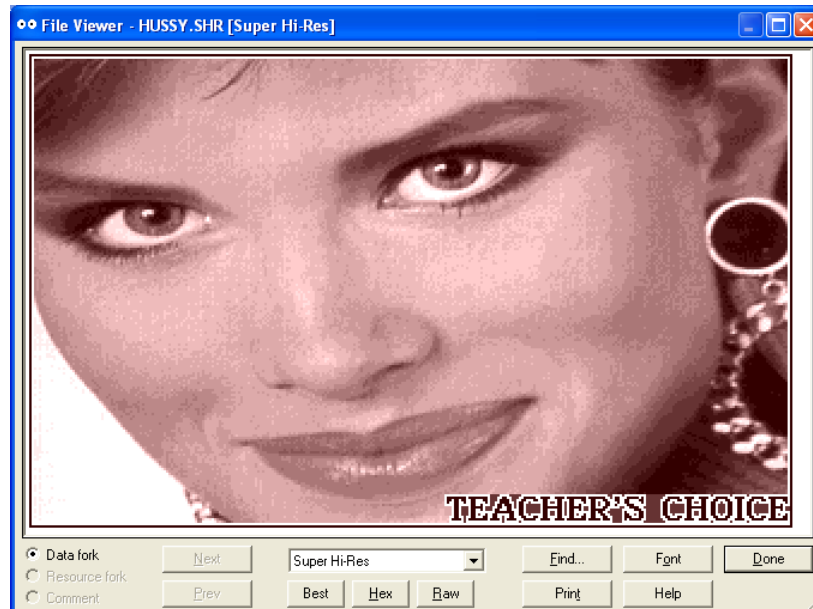 File Viewer - HUSSY.SHR [Super Hi-Res]
TEACHER'S CHOICE
Data fork
Resource fork
Comment
Next
Prev
Super Hi-Res
Best
Hex
Raw
Find...
Print
Font
Help
Done